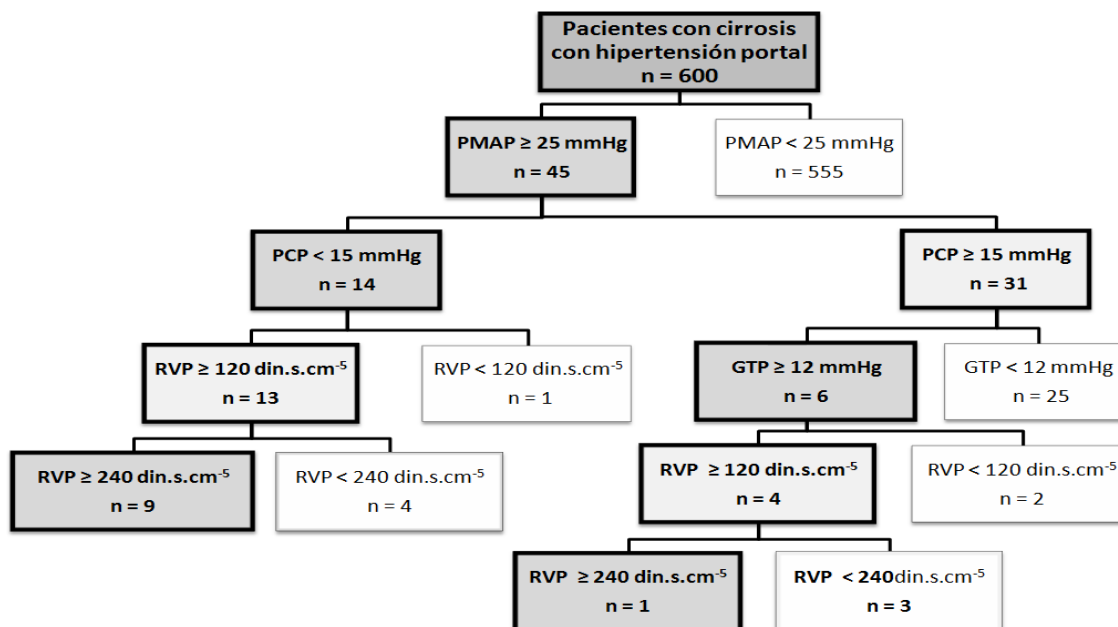 Pacientes con cirrosis
con hipertensión portal
n = 600
PMAP ≥ 25 mmHg
n = 45
PMAP < 25 mmHg
n = 555
PCP < 15 mmHg
n = 14
PCP ≥ 15 mmHg
n = 31
RVP ≥ 120 din.s.cm⁻⁵
n = 13
RVP < 120 din.s.cm⁻⁵
n = 1
GTP ≥ 12 mmHg
n = 6
GTP < 12 mmHg
n = 25
RVP ≥ 240 din.s.cm⁻⁵
n = 9
RVP < 240 din.s.cm⁻⁵
n = 4
RVP ≥ 120 din.s.cm⁻⁵
n = 4
RVP < 120 din.s.cm⁻⁵
n = 2
RVP ≥ 240 din.s.cm⁻⁵
n = 1
RVP < 240din.s.cm⁻⁵
n = 3